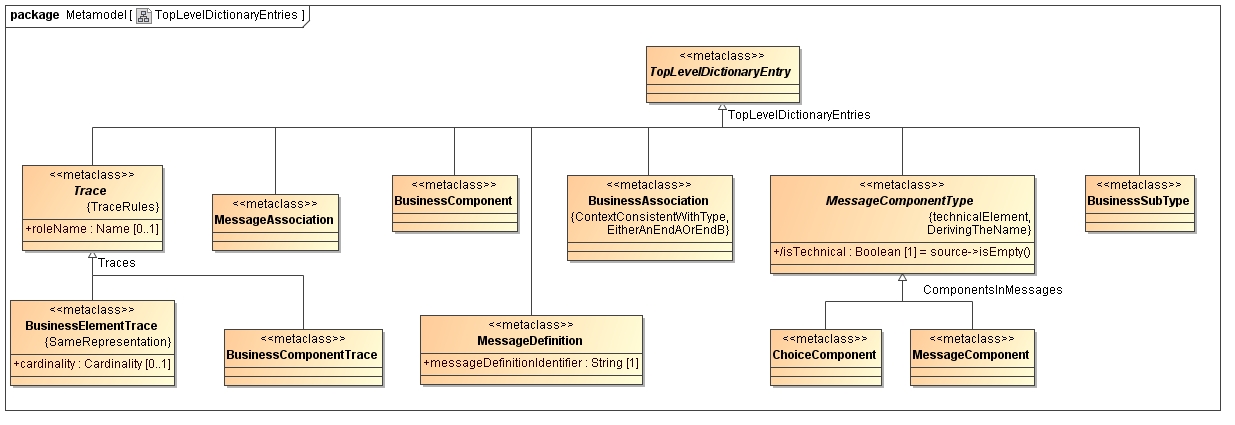 package Metamodel [ TopLevelDictionaryEntries ]
<<metaclass>>
TopLevelDictionaryEntry
TopLevelDictionaryEntries
<<metaclass>>
Trace
{TraceRules}
+roleName : Name [0..1]
<<metaclass>>
MessageAssociation
<<metaclass>>
BusinessComponent
<<metaclass>>
BusinessAssociation
{ContextConsistentWithType,
EitherAnEndAOrEndB}
<<metaclass>>
MessageComponentType
{technicalElement,
DerivingTheName}
+/isTechnical : Boolean [1] = source->isEmpty()
<<metaclass>>
BusinessSubType
Traces
ComponentsInMessages
<<metaclass>>
BusinessElementTrace
{SameRepresentation}
+cardinality : Cardinality [0..1]
<<metaclass>>
BusinessComponentTrace
<<metaclass>>
MessageDefinition
+messageDefinitionIdentifier : String [1]
<<metaclass>>
ChoiceComponent
<<metaclass>>
MessageComponent